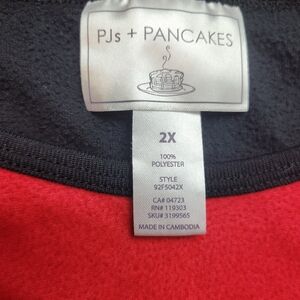 PJs + PANCAKES
2X
100%
POLYESTER
STYLE
92F5042X
CA# 04723
RN# 119303
SKU# 3199565
MADE IN CAMBODIA